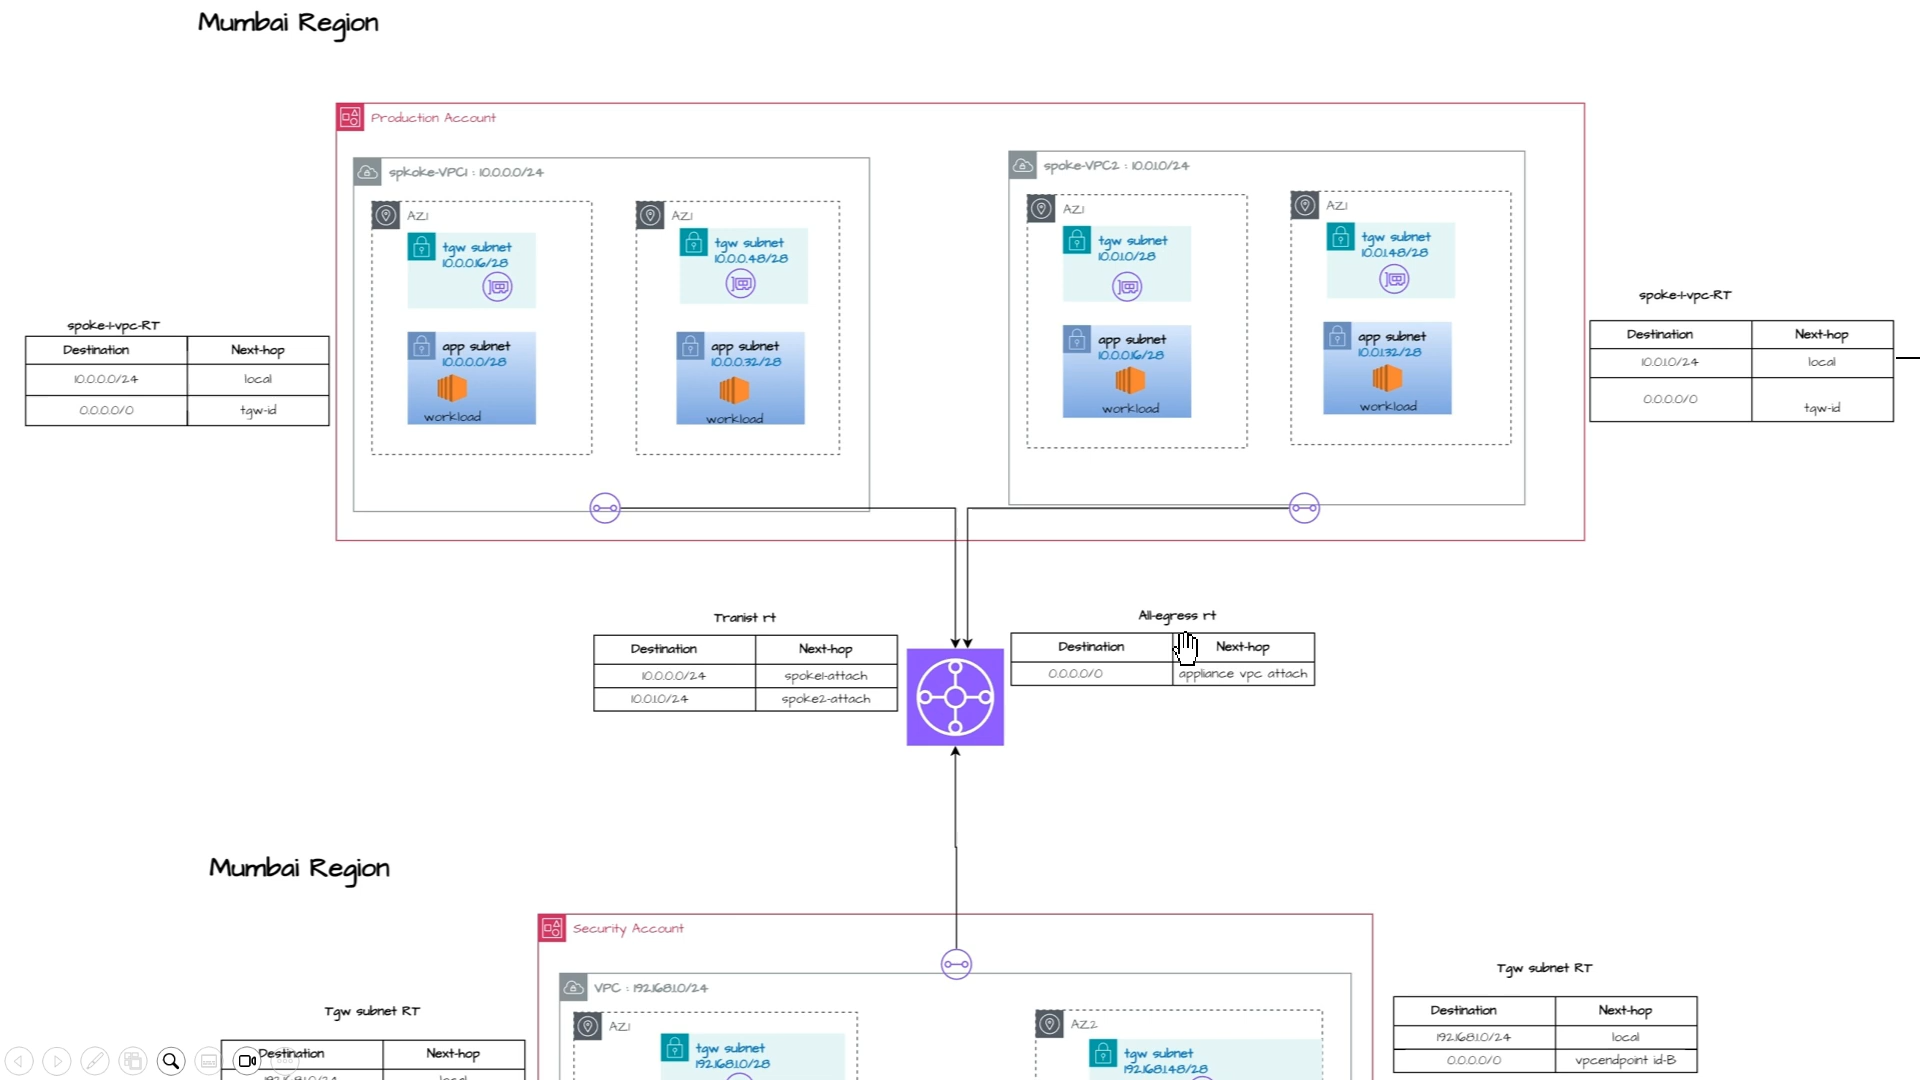 Mumbai Region
Production Account
spkoke-VPC1 : 10.0.0.0/24
AZ1
tgw subnet
10.0.0.16/28
app subnet
10.0.0.0/28
workload
AZ1
tgw subnet
10.0.0.48/28
app subnet
10.0.0.32/28
workload
spoke-VPC2 : 10.0.1.0/24
AZ1
tgw subnet
10.0.1.0/28
app subnet
10.0.0.16/28
workload
AZ1
tgw subnet
10.0.1.48/28
app subnet
10.0.1.32/28
workload
spoke-1-vpc-RT
Destination Next-hop
10.0.0.0/24 local
0.0.0.0/0 tgw-id
spoke-1-vpc-RT
Destination Next-hop
10.0.1.0/24 local
0.0.0.0/0 tgw-id
Tranist rt
Destination Next-hop
10.0.0.0/24 spoke1-attach
10.0.1.0/24 spoke2-attach
All-egress rt
Destination Next-hop
0.0.0.0/0 appliance vpc attach
Mumbai Region
Security Account
VPC : 192.168.1.0/24
AZ1
tgw subnet
192.168.1.0/28
AZ2
tgw subnet
192.168.1.48/28
Tgw subnet RT
Destination Next-hop
192.168.1.0/24 local
Tgw subnet RT
Destination Next-hop
192.168.1.0/24 local
0.0.0.0/0 vpcendpoint id-B